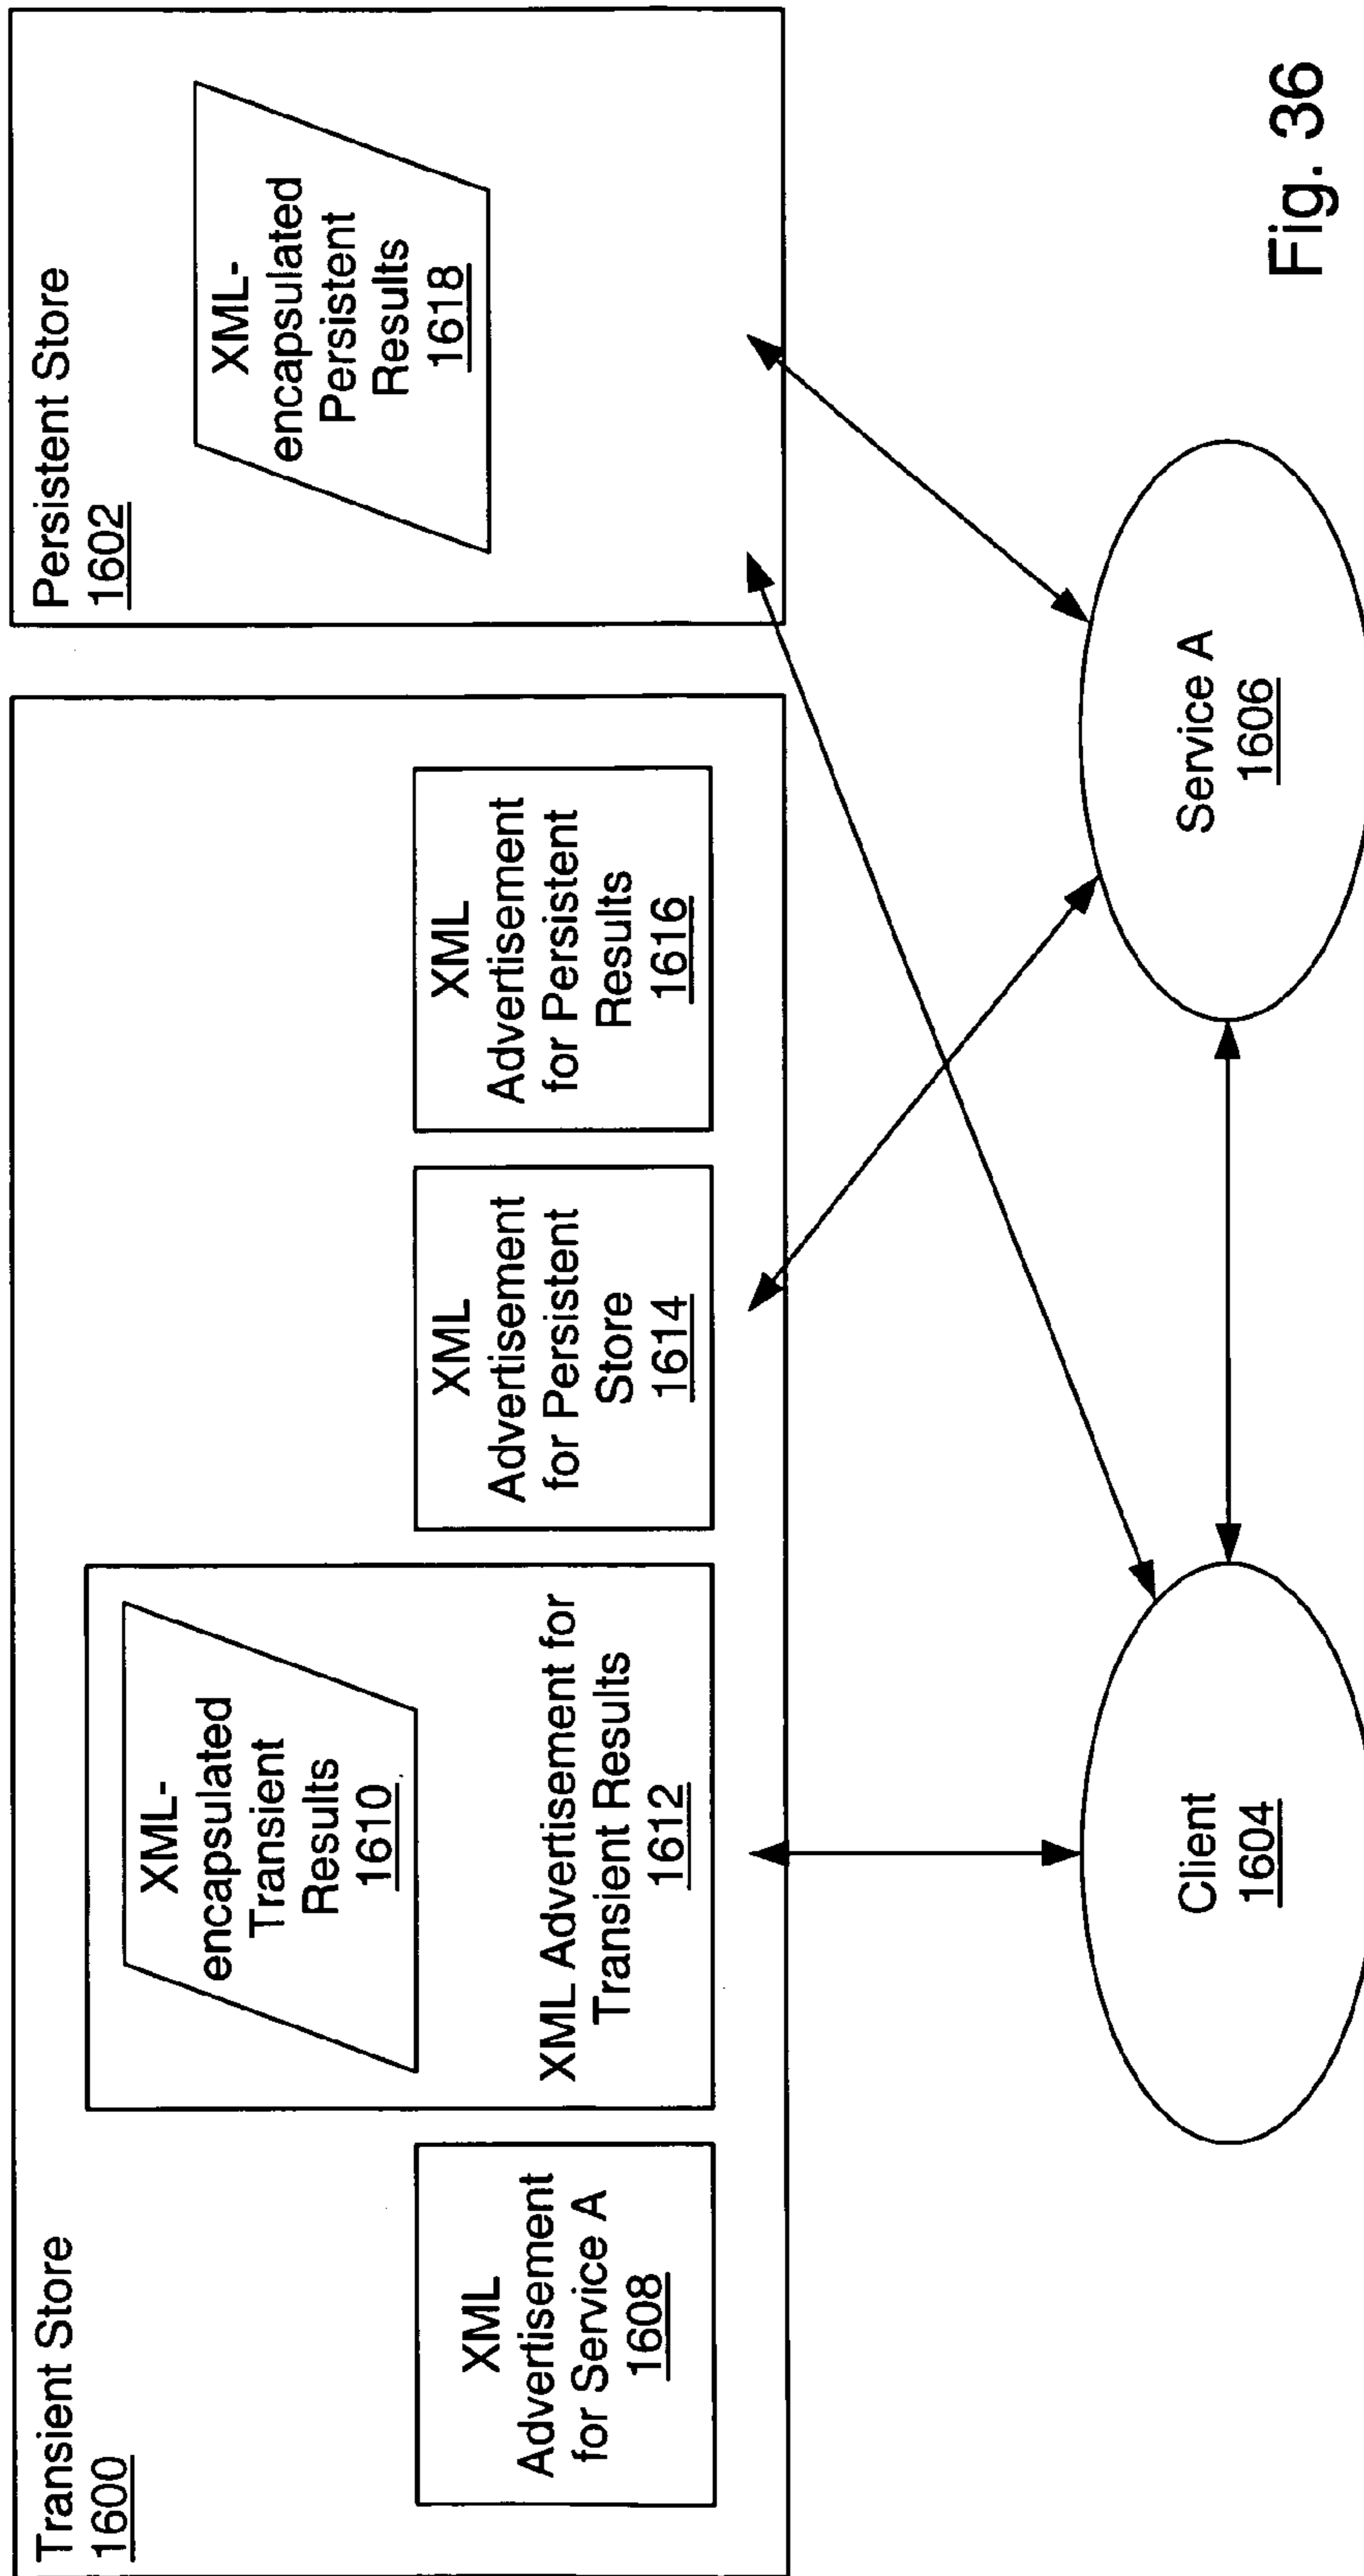 Transient Store
1600
XML
Advertisement
for Service A
1608
XML-
encapsulated
Transient
Results
1610
XML Advertisement for
Transient Results
1612
XML
Advertisement
for Persistent
Store
1614
XML
Advertisement
for Persistent
Results
1616
Persistent Store
1602
XML-
encapsulated
Persistent
Results
1618
Client
1604
Service A
1606
Fig. 36